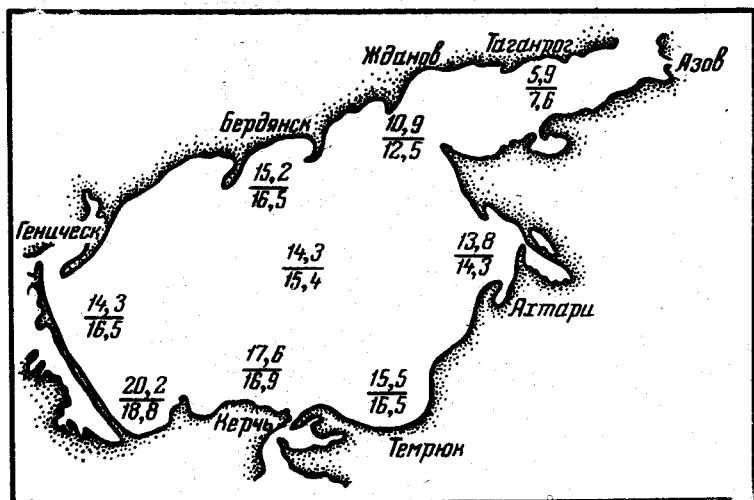 Таганрог
Жданов
Азов
5,9
7,6
10,9
12,5
Бердянск
15,2
16,5
Геническ
14,3
15,4
13,8
14,3
14,3
16,5
Ахтари
17,6
16,9
15,5
16,5
20,2
18,8
Керчь
Темрюк